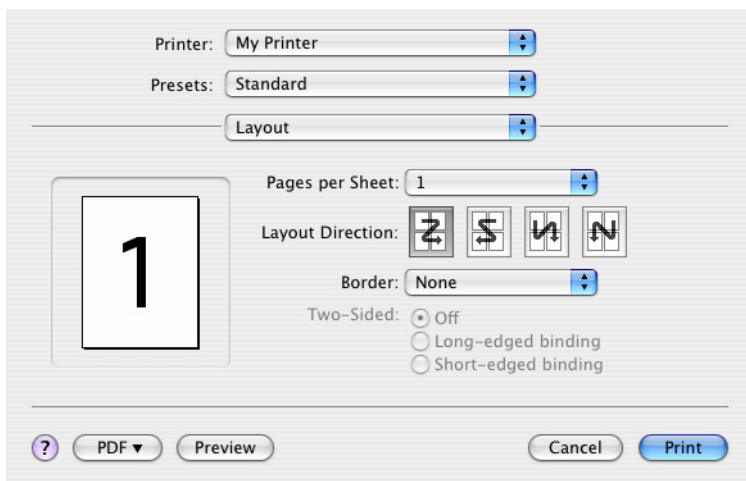 Printer: My Printer
Presets: Standard
Layout
Pages per Sheet: 1
Layout Direction:
1
Border: None
Two-Sided: Off
Long-edged binding
Short-edged binding
? PDF▼ Preview Cancel Print